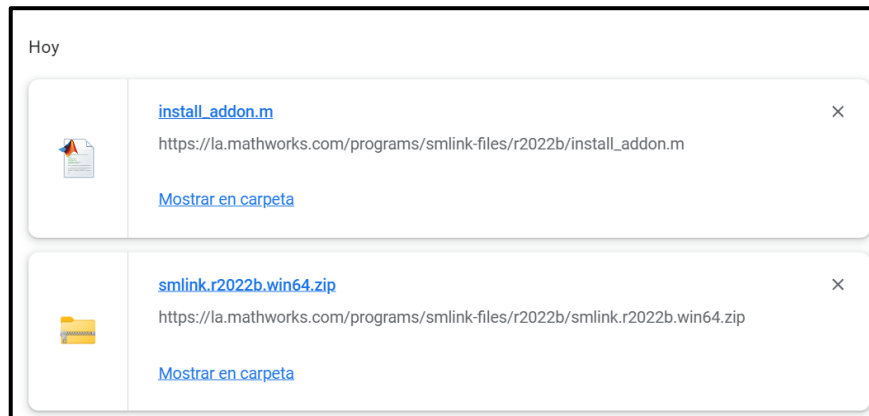 Hoy
install_addon.m
https://la.mathworks.com/programs/smlink-files/r2022b/install_addon.m
Mostrar en carpeta
smlink.r2022b.win64.zip
https://la.mathworks.com/programs/smlink-files/r2022b/smlink.r2022b.win64.zip
Mostrar en carpeta